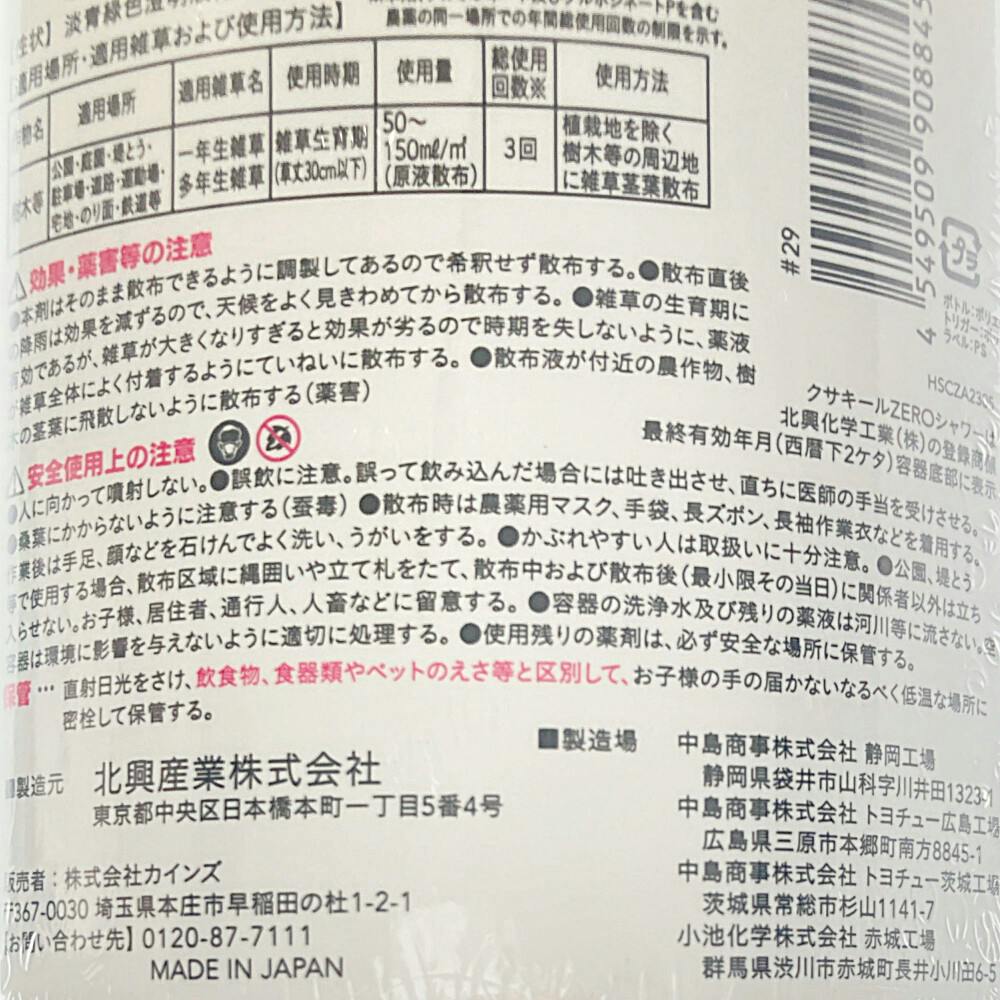 【性状】淡青緑色澄明液
ルホシネートPを含む
農薬の同一場所での年間総使用回数の制限を示す。
適用場所・適用雑草および使用方法】
物名 適用場所 適用雑草名 使用時期 使用量 総使用回数※ 使用方法
木等 公園・庭園・堤とう・駐車場・道路・運動場・宅地・のり面・鉄道等 一年生雑草 多年生雑草 雑草生育期(草丈30cm以下) 50～150mℓ/㎡(原液散布) 3回 植栽地を除く樹木等の周辺地に雑草茎葉散布
効果・薬害等の注意
●本剤はそのまま散布できるように調製してあるので希釈せず散布する。●散布直後
の降雨は効果を減ずるので、天候をよく見きわめてから散布する。●雑草の生育期に
有効であるが、雑草が大きくなりすぎると効果が劣るので時期を失しないように、薬液
が雑草全体によく付着するようにていねいに散布する。●散布液が付近の農作物、樹
木の茎葉に飛散しないように散布する(薬害)
安全使用上の注意
●人に向かって噴射しない。●誤飲に注意。誤って飲み込んだ場合には吐き出させ、直ちに医師の手当を受けさせる。
●桑葉にかからないように注意する(蚕毒)●散布時は農薬用マスク、手袋、長ズボン、長袖作業衣などを着用する。
作業後は手足、顔などを石けんでよく洗い、うがいをする。●かぶれやすい人は取扱いに十分注意。●公園、堤とう
等で使用する場合、散布区域に縄囲いや立て札をたて、散布中および散布後(最小限その当日)に関係者以外は立ち
入らせない。お子様、居住者、通行人、人畜などに留意する。●容器の洗浄水及び残りの薬液は河川等に流さない。空
容器は環境に影響を与えないように適切に処理する。●使用残りの薬剤は、必ず安全な場所に保管する。
保管… 直射日光をさけ、飲食物、食器類やペットのえさ等と区別して、お子様の手の届かないなるべく低温な場所に
密栓して保管する。
#29
4 549509 908845
プラ
ボトル:ポリエ
トリガー:ポ
ラベル:PS
HSCZA2305
クサキールZEROシャワーは
北興化学工業(株)の登録商標
最終有効年月(西暦下2ケタ)容器底部に表示
■製造元 北興産業株式会社
東京都中央区日本橋本町一丁目5番4号
販売者:株式会社カインズ
〒367-0030 埼玉県本庄市早稲田の杜1-2-1
【お問い合わせ先】0120-87-7111
MADE IN JAPAN
■製造場 中島商事株式会社 静岡工場
静岡県袋井市山科字川井田1323-1
中島商事株式会社 トヨチュー広島工場
広島県三原市本郷町南方8845-1
中島商事株式会社 トヨチュー茨城工場
茨城県常総市杉山1141-7
小池化学株式会社 赤城工場
群馬県渋川市赤城町長井小川田6-5